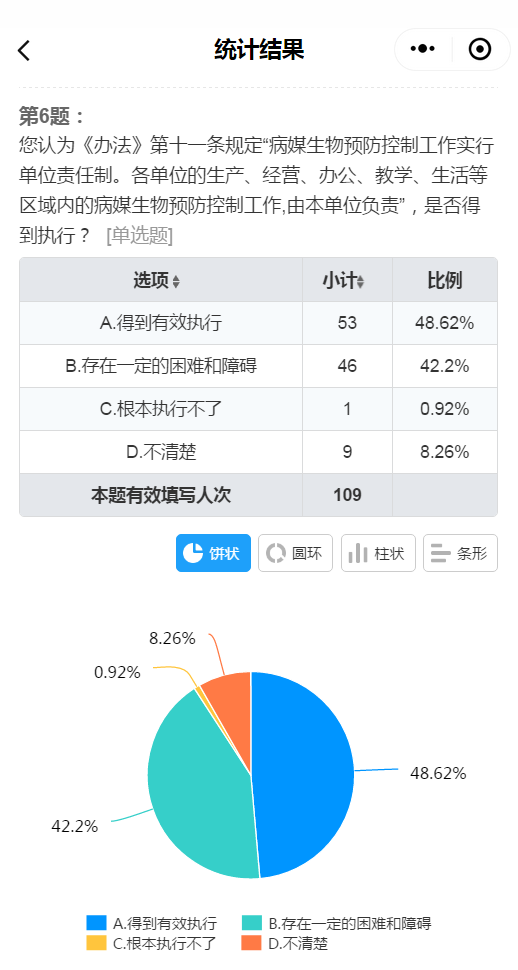 统计结果
第6题：
您认为《办法》第十一条规定“病媒生物预防控制工作实行
单位责任制。各单位的生产、经营、办公、教学、生活等
区域内的病媒生物预防控制工作,由本单位负责”，是否得
到执行？ [单选题]
选项 小计 比例
A.得到有效执行 53 48.62%
B.存在一定的困难和障碍 46 42.2%
C.根本执行不了 1 0.92%
D.不清楚 9 8.26%
本题有效填写人次 109
饼状 圆环 柱状 条形
8.26%
0.92%
48.62%
42.2%
A.得到有效执行 B.存在一定的困难和障碍
C.根本执行不了 D.不清楚